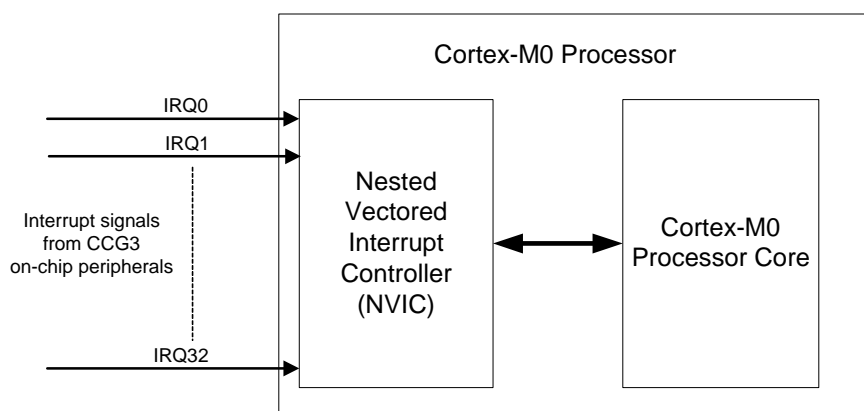 Cortex-M0 Processor
IRQ0
IRQ1
Interrupt signals
from CCG3
on-chip peripherals
IRQ32
Nested
Vectored
Interrupt
Controller
(NVIC)
Cortex-M0
Processor Core